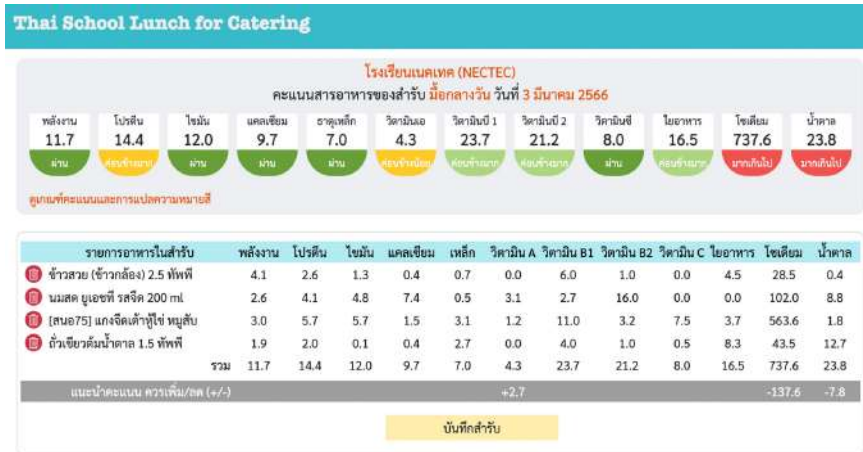 Thai School Lunch for Catering
โรงเรียนเนคเทค (NECTEC)
คะแนนสารอาหารของสำรับ มื้อกลางวัน วันที่ 3 มีนาคม 2566
พลังงาน โปรตีน ไขมัน แคลเซียม ธาตุเหล็ก วิตามินเอ วิตามินบี 1 วิตามินบี 2 วิตามินซี ใยอาหาร โซเดียม น้ำตาล
11.7 14.4 12.0 9.7 7.0 4.3 23.7 21.2 8.0 16.5 737.6 23.8
ผ่าน ค่อนข้างมาก ผ่าน ผ่าน ผ่าน ค่อนข้างน้อย ค่อนข้างมาก ค่อนข้างมาก ผ่าน ค่อนข้างมาก มากเกินไป มากเกินไป
ดูเกณฑ์คะแนนและการแปลความหมายสี
รายการอาหารในสำรับ พลังงาน โปรตีน ไขมัน แคลเซียม เหล็ก วิตามิน A วิตามิน B1 วิตามิน B2 วิตามิน C ใยอาหาร โซเดียม น้ำตาล
ข้าวสวย (ข้าวกล้อง) 2.5 ทัพพี 4.1 2.6 1.3 0.4 0.7 0.0 6.0 1.0 0.0 4.5 28.5 0.4
นมสด ยูเอชที รสจืด 200 ml. 2.6 4.1 4.8 7.4 0.5 3.1 2.7 16.0 0.0 0.0 102.0 8.8
[สนอ75] แกงจืดเต้าหู้ไข่ หมูสับ 3.0 5.7 5.7 1.5 3.1 1.2 11.0 3.2 7.5 3.7 563.6 1.8
ถั่วเขียวต้มน้ำตาล 1.5 ทัพพี 1.9 2.0 0.1 0.4 2.7 0.0 4.0 1.0 0.5 8.3 43.5 12.7
รวม 11.7 14.4 12.0 9.7 7.0 4.3 23.7 21.2 8.0 16.5 737.6 23.8
แนะนำคะแนน ควรเพิ่ม/ลด (+/-) +2.7 -137.6 -7.8
บันทึกสำรับ